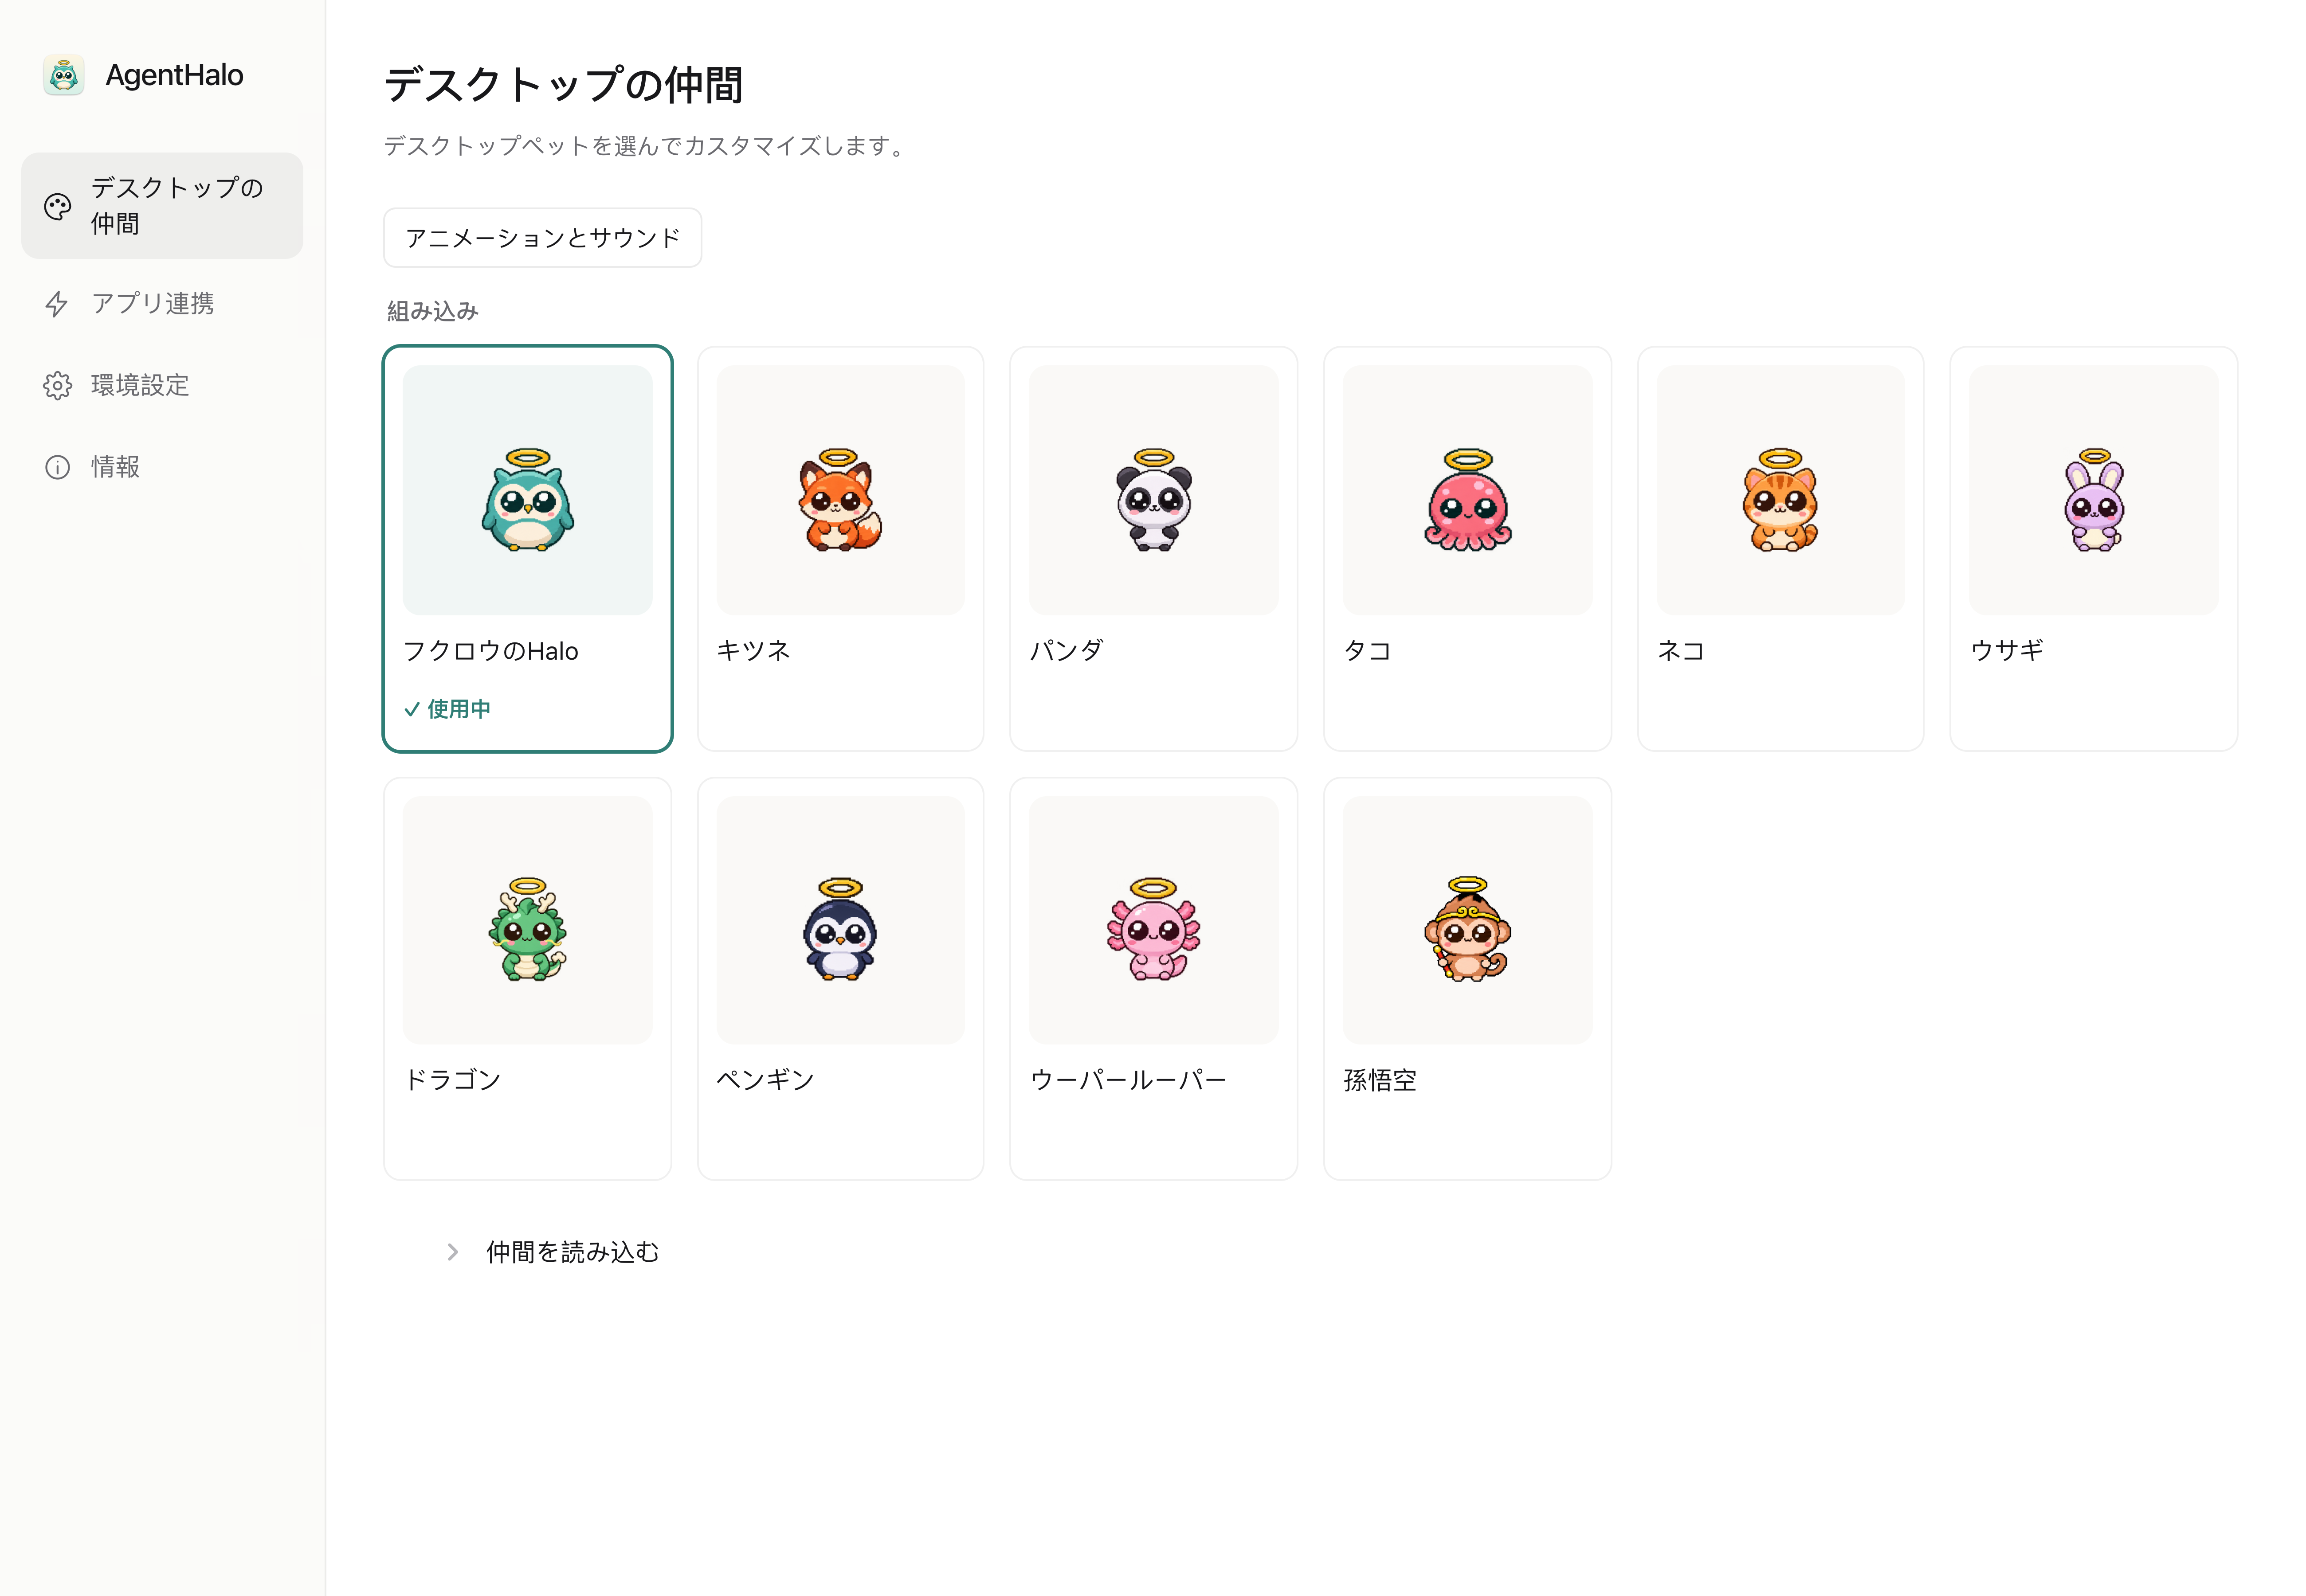 AgentHalo
デスクトップの
仲間
アプリ連携
環境設定
情報
デスクトップの仲間
デスクトップペットを選んでカスタマイズします。
アニメーションとサウンド
組み込み
フクロウのHalo
使用中
キツネ
パンダ
タコ
ネコ
ウサギ
ドラゴン
ペンギン
ウーパールーパー
孫悟空
仲間を読み込む